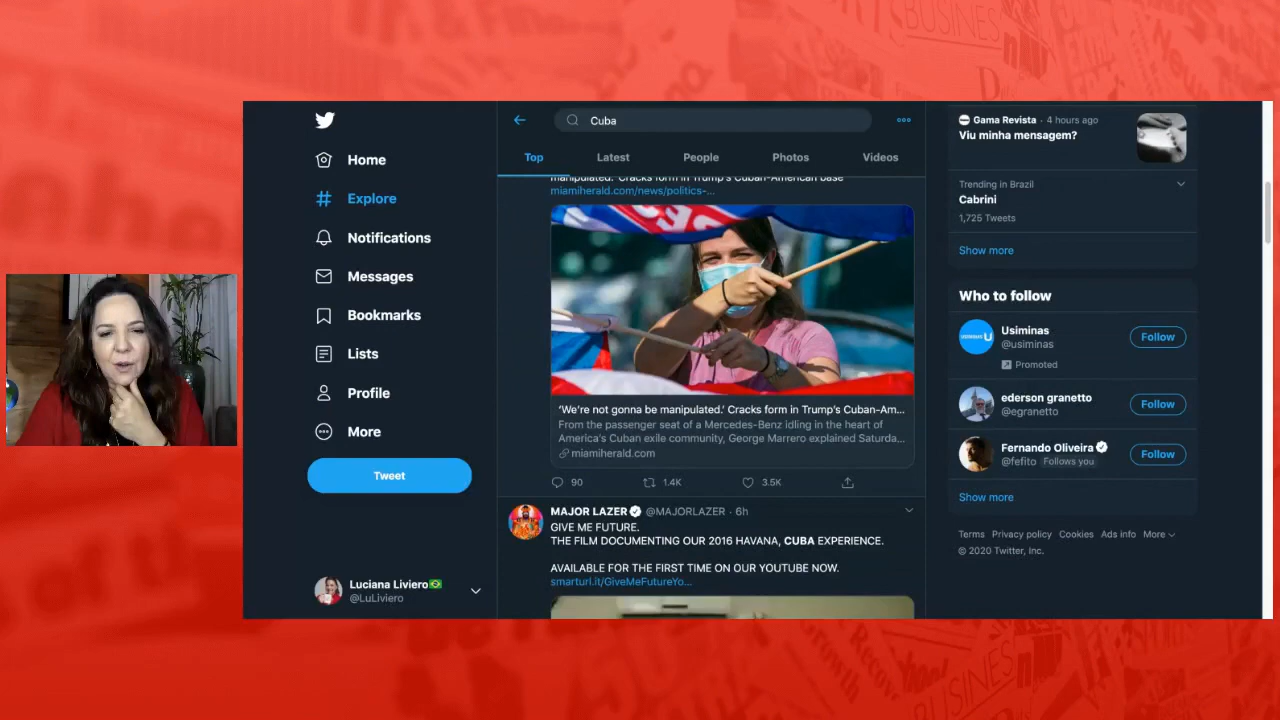 BUSINES
Cuba
Home
Explore
Notifications
Messages
Bookmarks
Lists
Profile
More
Tweet
Luciana Liviero🇧🇷
@LuLiviero
Top
Latest
People
Photos
Videos
manipulated.' Cracks form in Trump's Cuban-American base
miamiherald.com/news/politics-...
'We're not gonna be manipulated.' Cracks form in Trump's Cuban-Am...
From the passenger seat of a Mercedes-Benz idling in the heart of
America's Cuban exile community, George Marrero explained Saturda...
miamiherald.com
90
1.4K
3.5K
MAJOR LAZER @MAJORLAZER · 6h
GIVE ME FUTURE.
THE FILM DOCUMENTING OUR 2016 HAVANA, CUBA EXPERIENCE.
AVAILABLE FOR THE FIRST TIME ON OUR YOUTUBE NOW.
smarturl.it/GiveMeFutureYo...
Gama Revista · 4 hours ago
Viu minha mensagem?
Trending in Brazil
Cabrini
1,725 Tweets
Show more
Who to follow
Usiminas
@usiminas
Promoted
Follow
ederson granetto
@egranetto
Follow
Fernando Oliveira
@fefito Follows you
Follow
Show more
Terms Privacy policy Cookies Ads info More
© 2020 Twitter, Inc.
BUSINES